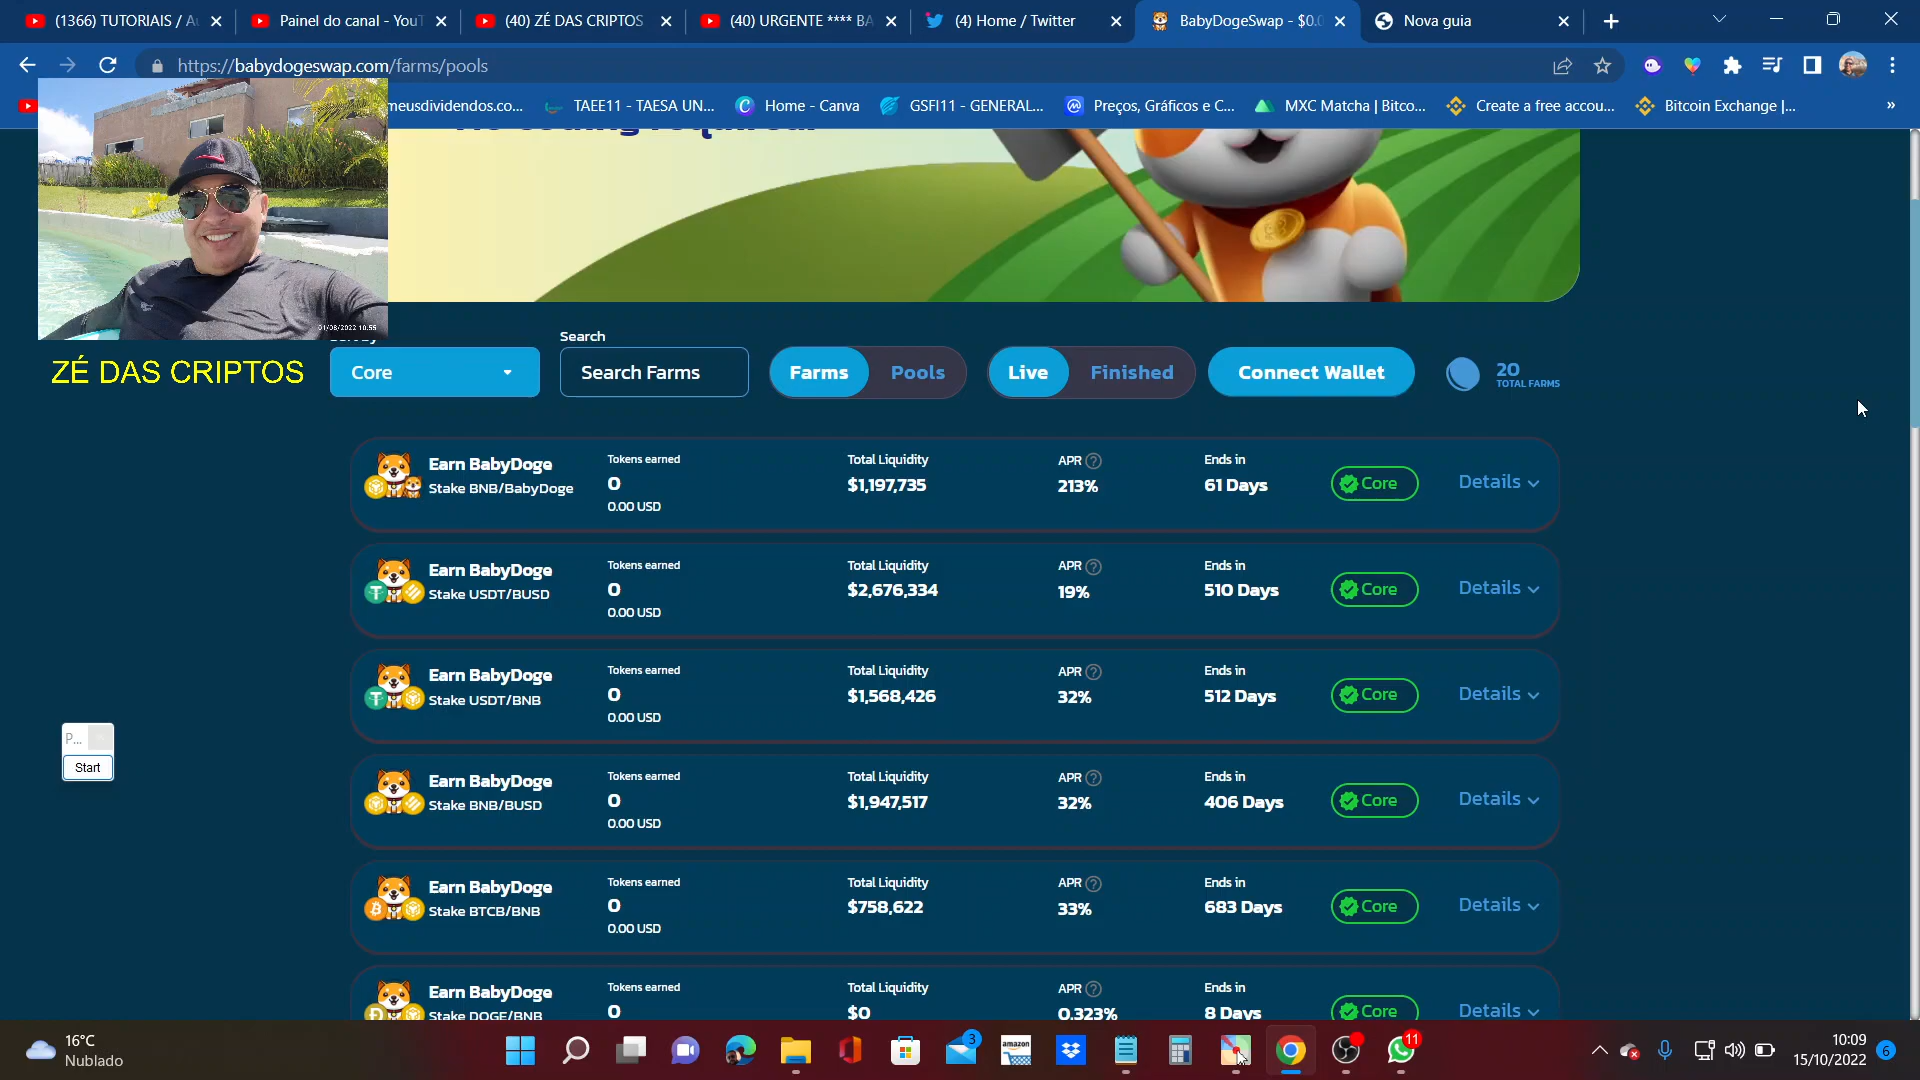 (1366) TUTORIAIS / A
Painel do canal - YouT
(40) ZÉ DAS CRIPTOS
(40) URGENTE **** BA
(4) Home / Twitter
BabyDogeSwap - $0.0
Nova guia
https://babydogeswap.com/farms/pools
meusdividendos.co...
TAEE11 - TAESA UN...
Home - Canva
GSFI11 - GENERAL...
Preços, Gráficos e C...
MXC Matcha | Bitco...
Create a free accou...
Bitcoin Exchange |...
»
01/08/2022 10:55
ZÉ DAS CRIPTOS
Search
Core
Search Farms
Farms
Pools
Live
Finished
Connect Wallet
20
TOTAL FARMS
Earn BabyDoge
Stake BNB/BabyDoge
Tokens earned
0
0.00 USD
Total Liquidity
$1,197,735
APR ?
213%
Ends in
61 Days
Core
Details
Earn BabyDoge
Stake USDT/BUSD
Tokens earned
0
0.00 USD
Total Liquidity
$2,676,334
APR ?
19%
Ends in
510 Days
Core
Details
Earn BabyDoge
Stake USDT/BNB
Tokens earned
0
0.00 USD
Total Liquidity
$1,568,426
APR ?
32%
Ends in
512 Days
Core
Details
P...
Start
Earn BabyDoge
Stake BNB/BUSD
Tokens earned
0
0.00 USD
Total Liquidity
$1,947,517
APR ?
32%
Ends in
406 Days
Core
Details
Earn BabyDoge
Stake BTCB/BNB
Tokens earned
0
0.00 USD
Total Liquidity
$758,622
APR ?
33%
Ends in
683 Days
Core
Details
Earn BabyDoge
Stake DOGE/BNB
Tokens earned
0
Total Liquidity
$0
APR ?
0.323%
Ends in
8 Days
Core
Details
16°C
Nublado
3
amazon
11
10:09
15/10/2022
6